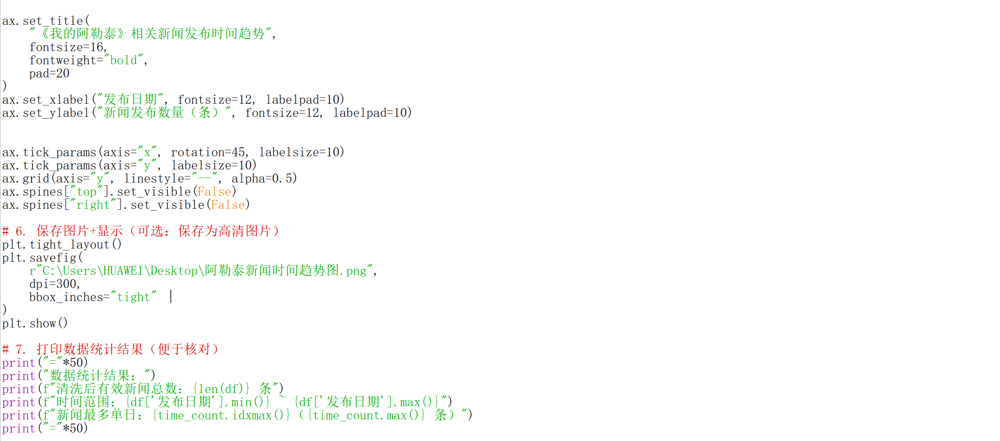 ax.set_title(
    "《我的阿勒泰》相关新闻发布时间趋势",
    fontsize=16,
    fontweight="bold",
    pad=20
)
ax.set_xlabel("发布日期", fontsize=12, labelpad=10)
ax.set_ylabel("新闻发布数量（条）", fontsize=12, labelpad=10)
ax.tick_params(axis="x", rotation=45, labelsize=10)
ax.tick_params(axis="y", labelsize=10)
ax.grid(axis="y", linestyle="--", alpha=0.5)
ax.spines["top"].set_visible(False)
ax.spines["right"].set_visible(False)
# 6. 保存图片+显示（可选：保存为高清图片）
plt.tight_layout()
plt.savefig(
    r"C:\Users\HUAWEI\Desktop\阿勒泰新闻时间趋势图.png",
    dpi=300,
    bbox_inches="tight"
)
plt.show()
# 7. 打印数据统计结果（便于核对）
print("="*50)
print("数据统计结果：")
print(f"清洗后有效新闻总数：{len(df)} 条")
print(f"时间范围：{df['发布日期'].min()} ~ {df['发布日期'].max()}")
print(f"新闻最多单日：{time_count.idxmax()}（{time_count.max()} 条）")
print("="*50)